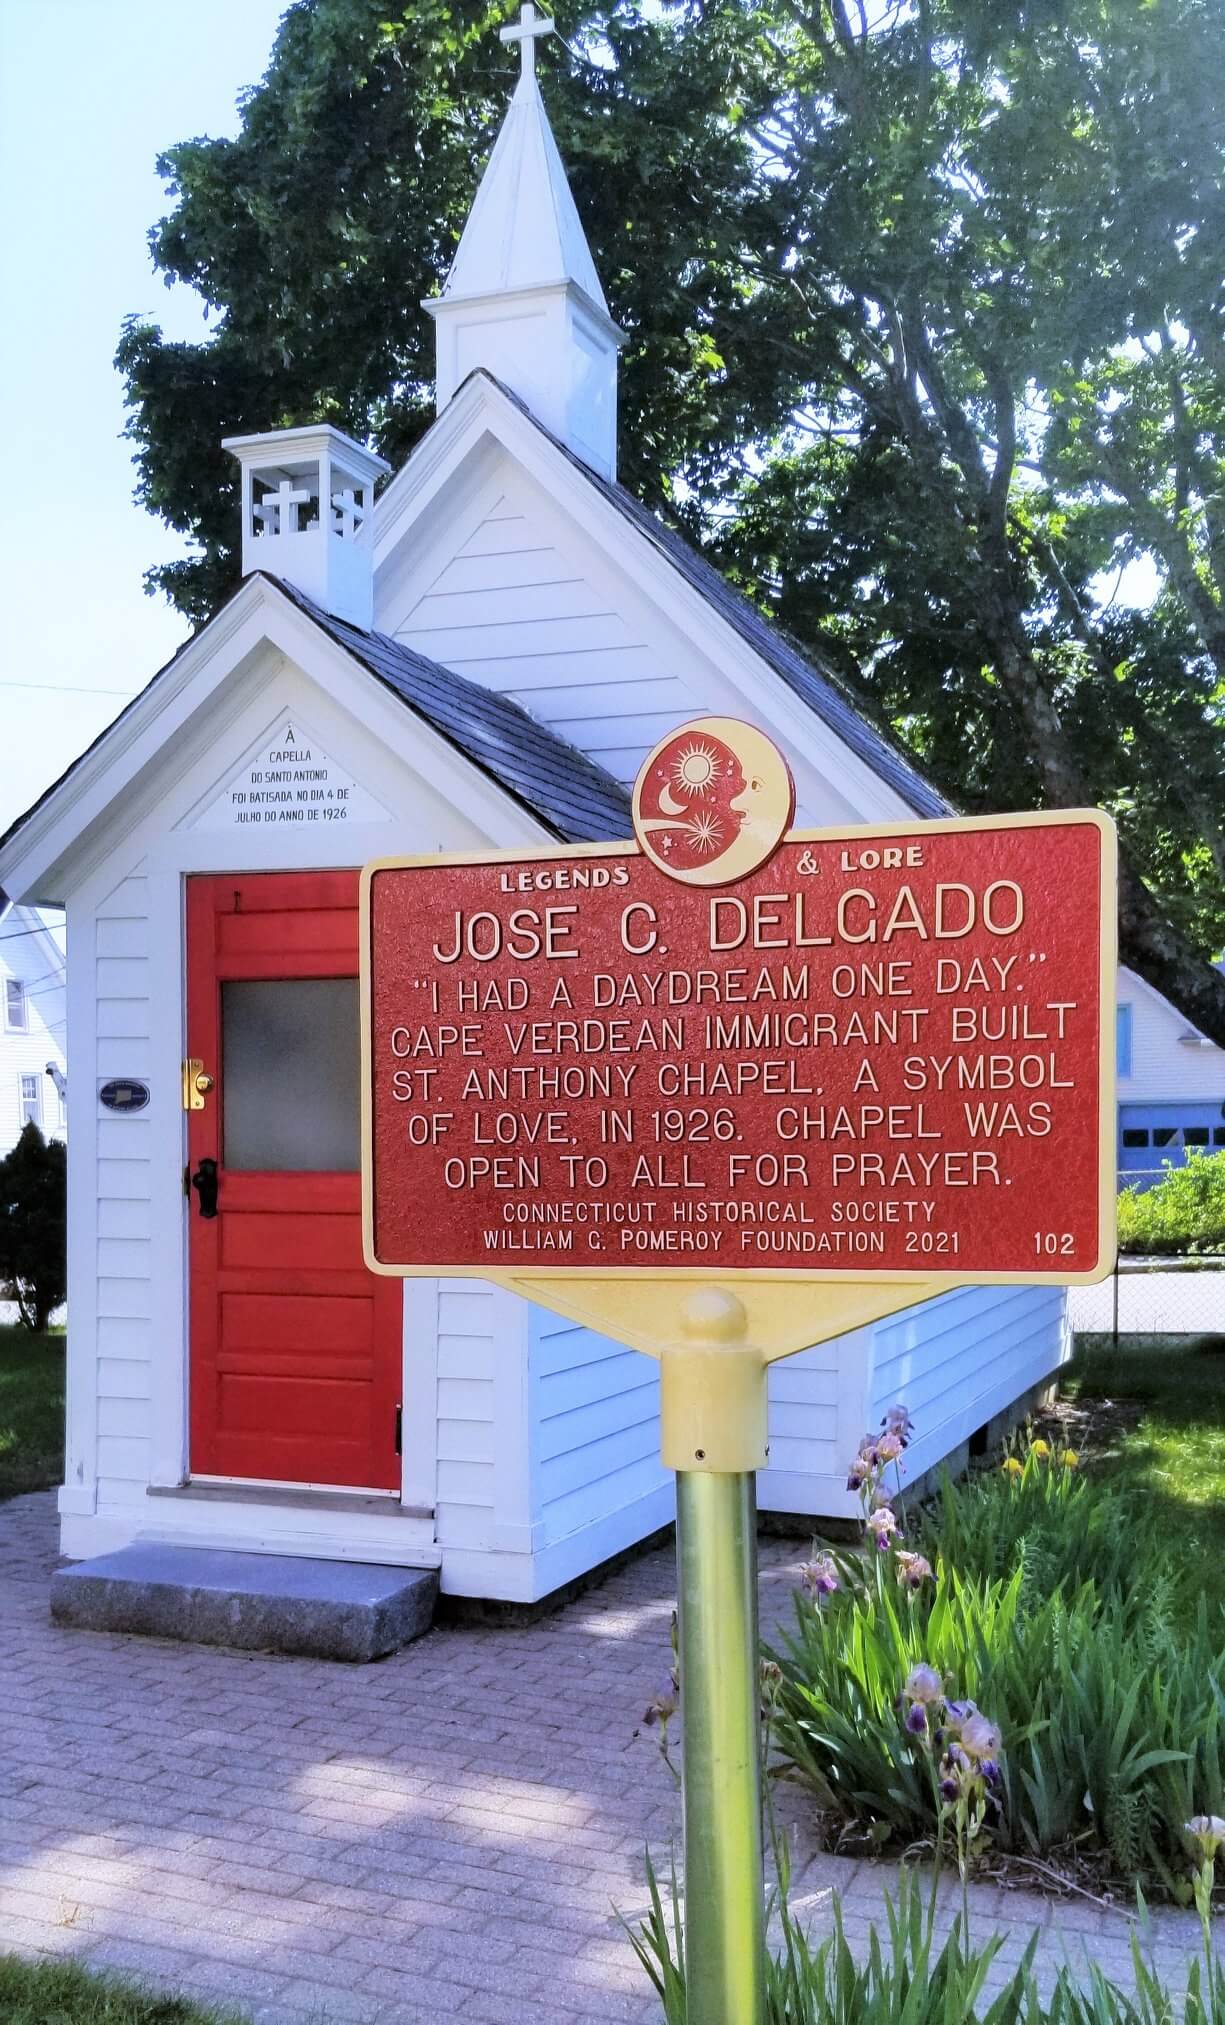 À
CAPELLA
DO SANTO ANTONIO
FOI BATISADA NO DIA 4 DE
JULHO DO ANNO DE 1926
LEGENDS & LORE
JOSE C. DELGADO
"I HAD A DAYDREAM ONE DAY."
CAPE VERDEAN IMMIGRANT BUILT
ST. ANTHONY CHAPEL, A SYMBOL
OF LOVE, IN 1926. CHAPEL WAS
OPEN TO ALL FOR PRAYER.
CONNECTICUT HISTORICAL SOCIETY
WILLIAM G. POMEROY FOUNDATION 2021 102